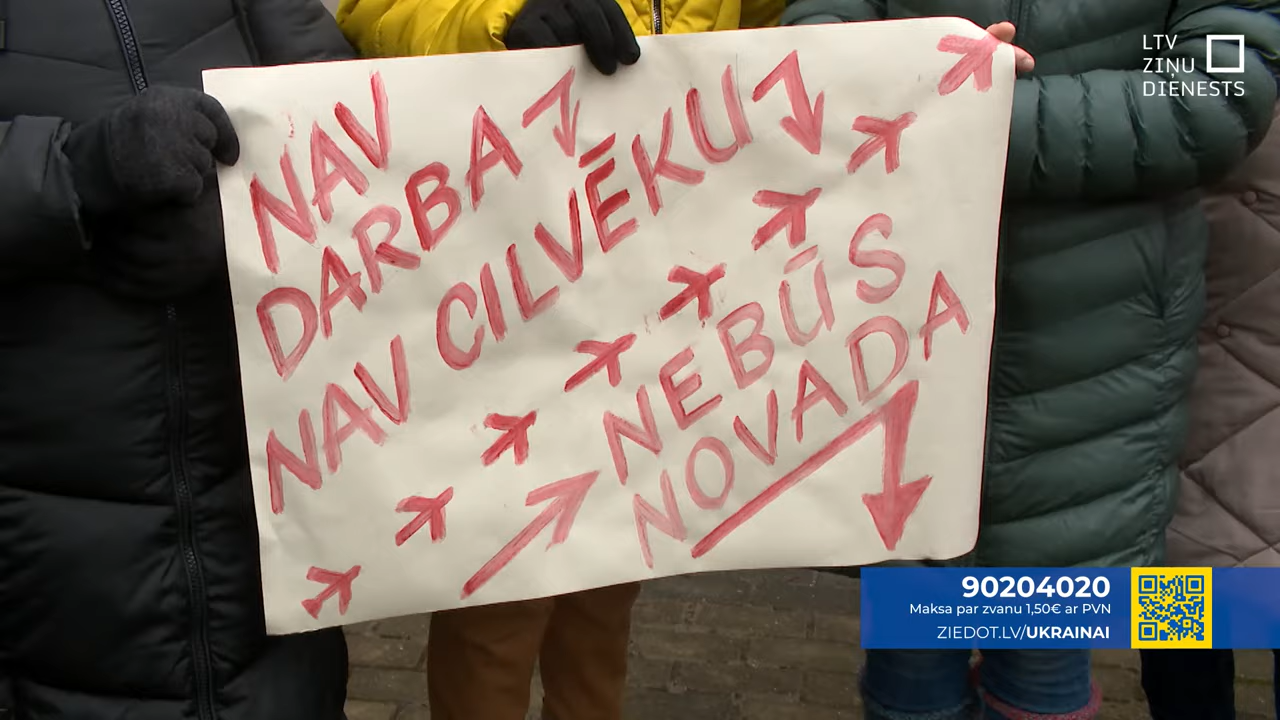 NAV
DARBA
NAV CILVĒKU
NEBŪS
NOVADA
LTV
ZIŅU
DIENESTS
90204020
Maksa par zvanu 1,50€ ar PVN
ZIEDOT.LV/UKRAINAI